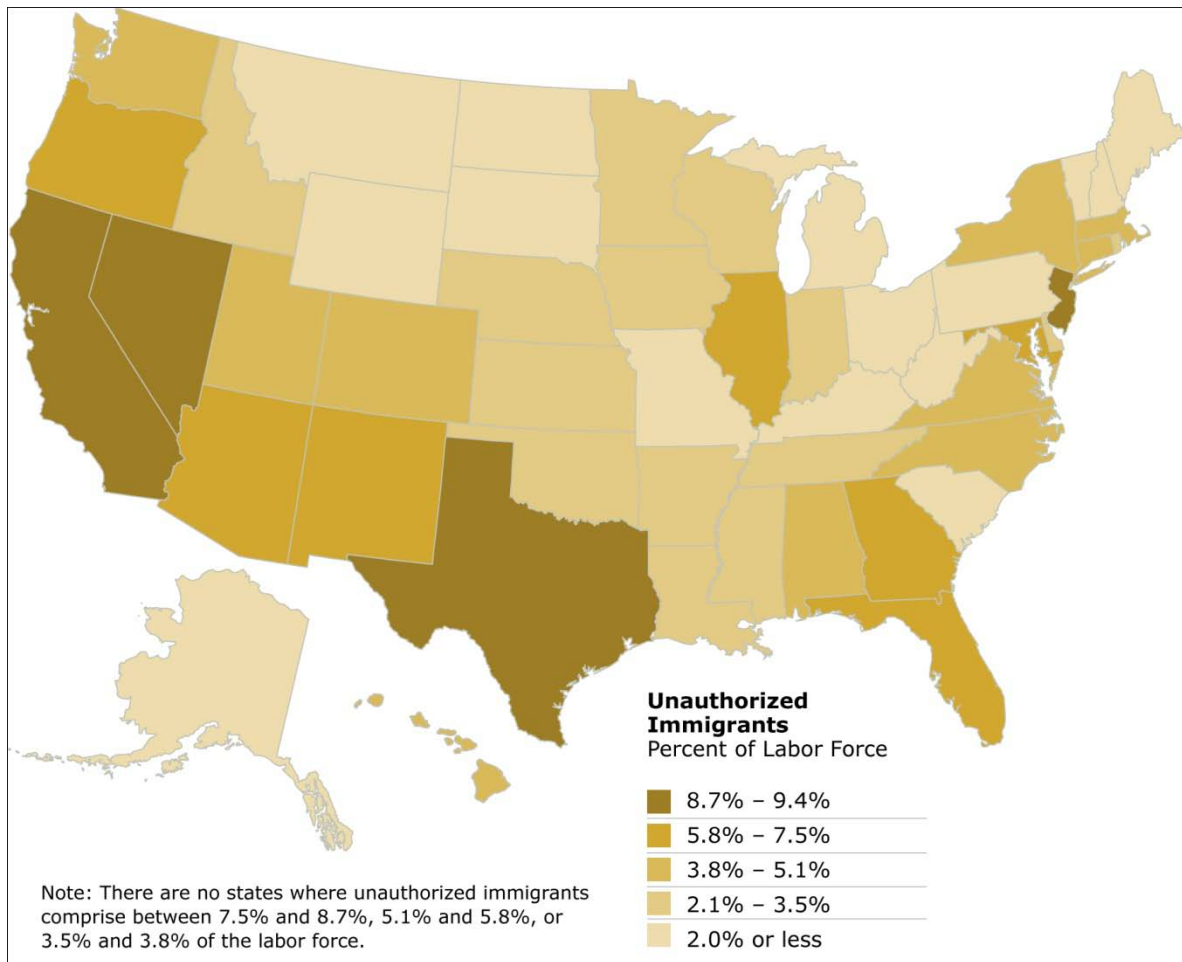 Unauthorized
Immigrants
Percent of Labor Force
8.7% – 9.4%
5.8% – 7.5%
3.8% – 5.1%
2.1% – 3.5%
2.0% or less
Note: There are no states where unauthorized immigrants
comprise between 7.5% and 8.7%, 5.1% and 5.8%, or
3.5% and 3.8% of the labor force.